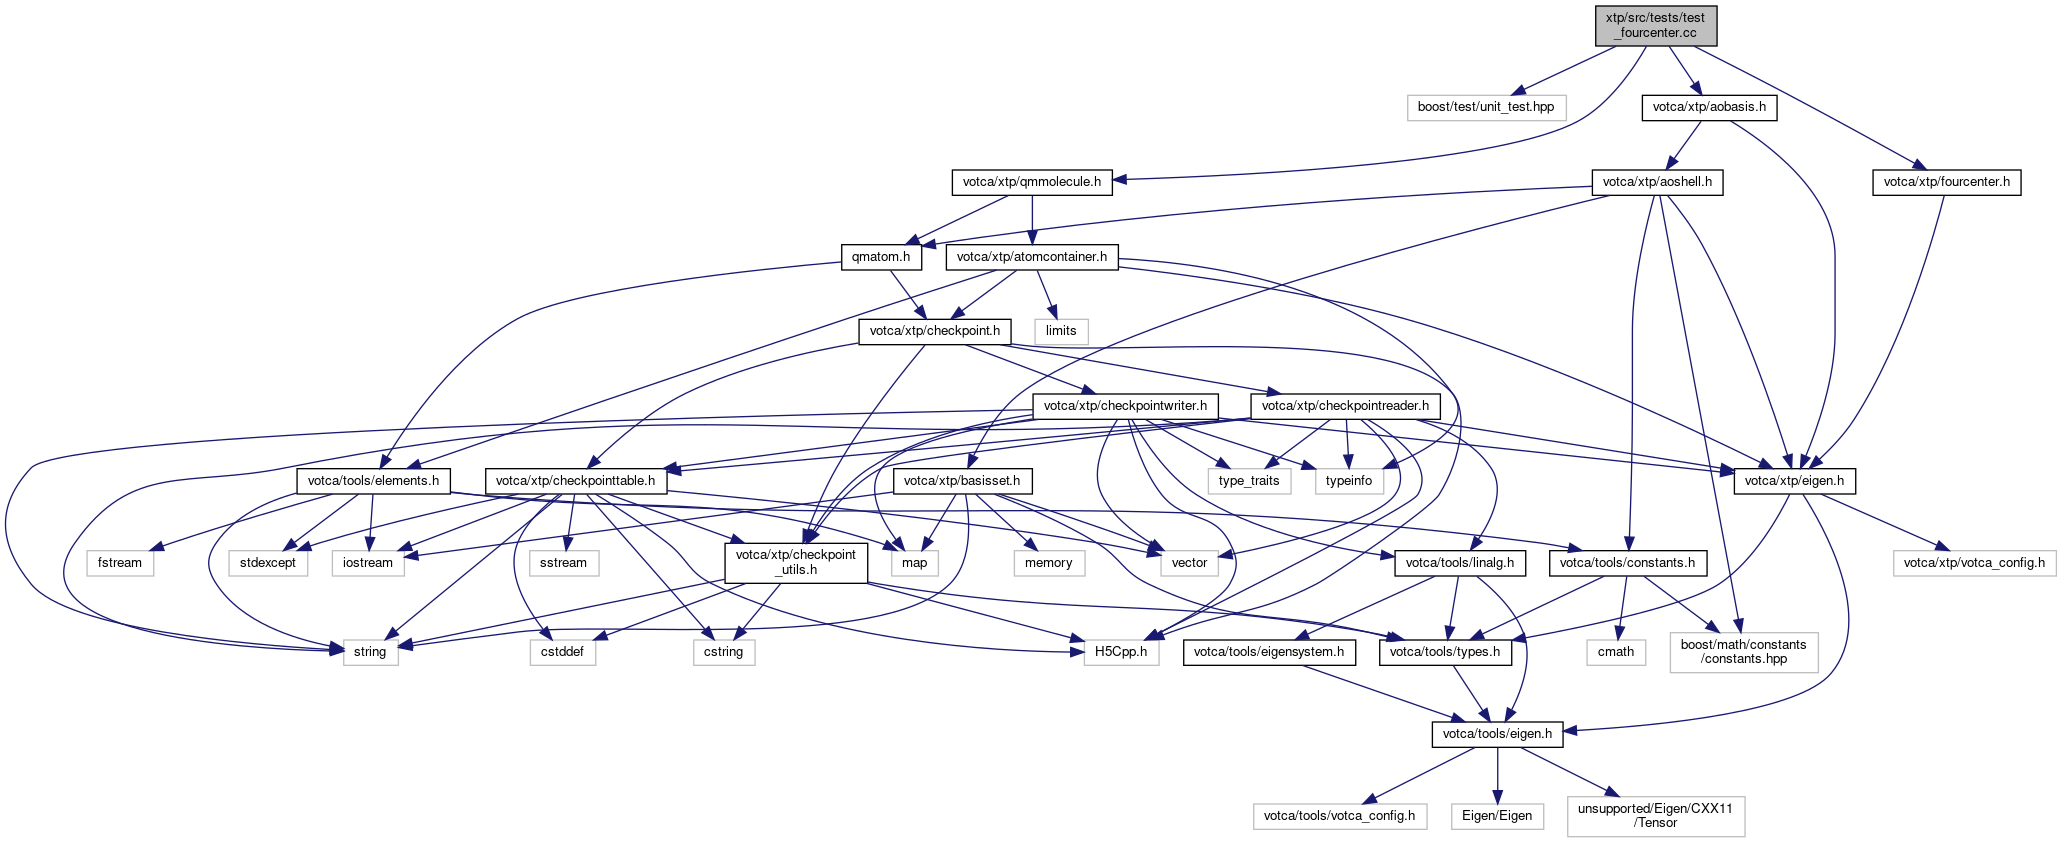 xtp/src/tests/test
_fourcenter.cc
boost/test/unit_test.hpp
votca/xtp/aobasis.h
votca/xtp/qmmolecule.h
votca/xtp/aoshell.h
votca/xtp/fourcenter.h
qmatom.h
votca/xtp/atomcontainer.h
votca/xtp/checkpoint.h
limits
votca/xtp/checkpointwriter.h
votca/xtp/checkpointreader.h
votca/tools/elements.h
votca/xtp/checkpointtable.h
votca/xtp/basisset.h
type_traits
typeinfo
votca/xtp/eigen.h
fstream
stdexcept
iostream
sstream
votca/xtp/checkpoint
_utils.h
map
memory
vector
votca/tools/linalg.h
votca/tools/constants.h
votca/xtp/votca_config.h
string
cstddef
cstring
H5Cpp.h
votca/tools/eigensystem.h
votca/tools/types.h
cmath
boost/math/constants
/constants.hpp
votca/tools/eigen.h
votca/tools/votca_config.h
Eigen/Eigen
unsupported/Eigen/CXX11
/Tensor